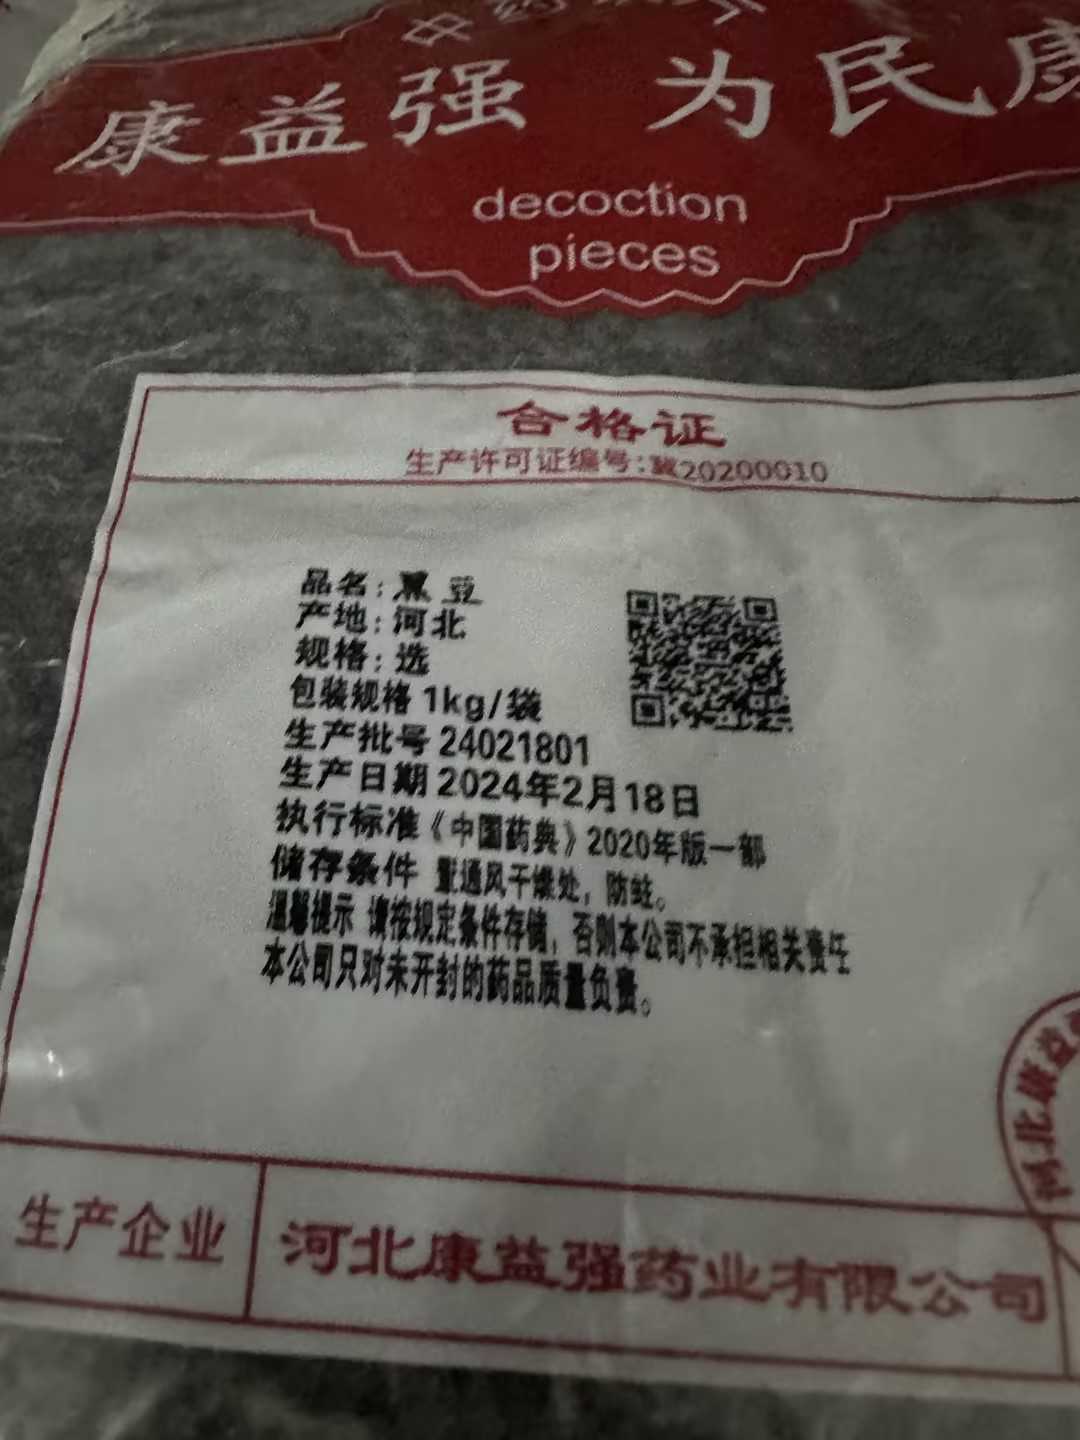 康益强 为民康
decoction
pieces
合格证
生产许可证编号:冀20200010
品名：黑豆
产地：河北
规格：选
包装规格 1kg/袋
生产批号 24021801
生产日期 2024年2月18日
执行标准《中国药典》2020年版一部
储存条件 置通风干燥处，防蛀。
温馨提示 请按规定条件存储，否则本公司不承担相关责任
本公司只对未开封的药品质量负责。
河北康益
生产企业 河北康益强药业有限公司